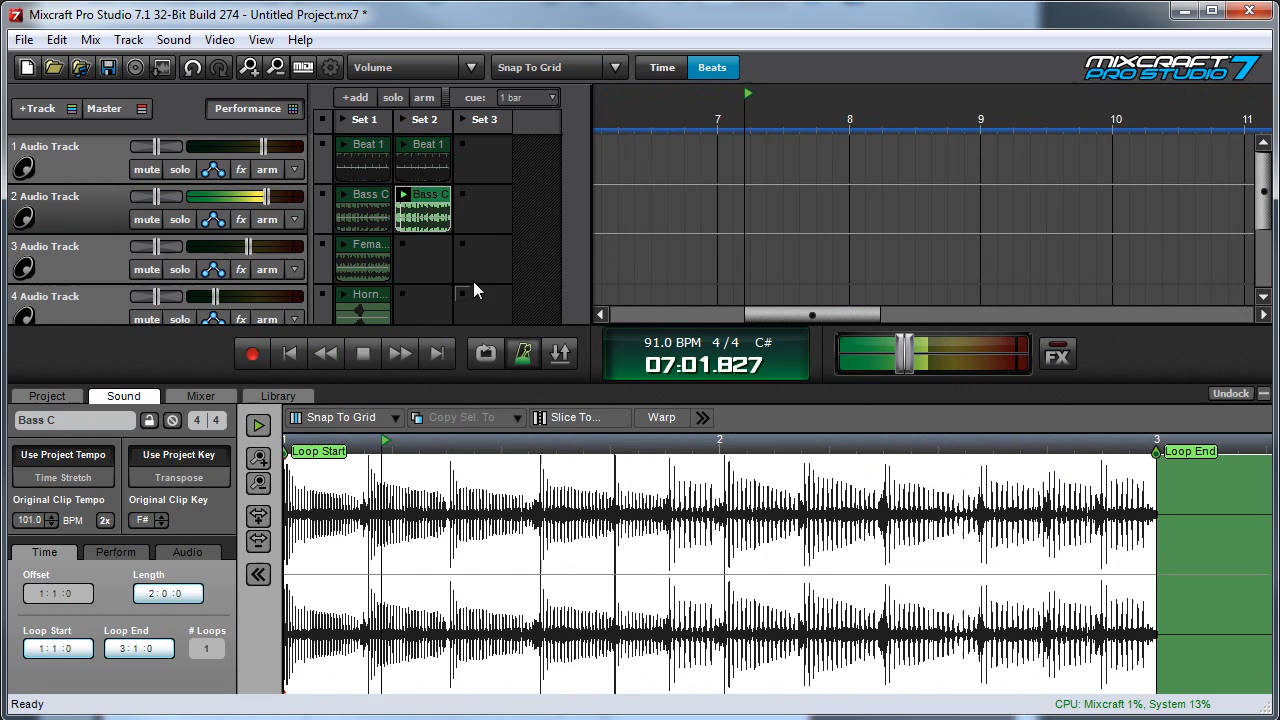 Mixcraft Pro Studio 7.1 32-Bit Build 274 - Untitled Project.mx7 *
File Edit Mix Track Sound Video View Help
Volume Snap To Grid Time Beats
MIXCRAFT
PRO STUDIO 7
+Track Master Performance
+add solo arm cue: 1 bar
Set 1 Set 2 Set 3
7 8 9 10 11
1 Audio Track
mute solo fx arm
Beat 1 Beat 1
2 Audio Track
mute solo fx arm
Bass C Bass C
3 Audio Track
mute solo fx arm
Fema...
4 Audio Track
mute solo fx arm
Horn...
91.0 BPM 4 / 4 C#
07:01.827
FX
Project Sound Mixer Library
Undock
Bass C 4 4
Snap To Grid Copy Sel. To Slice To... Warp
1 2 3
Loop Start Loop End
Use Project Tempo
Time Stretch
Use Project Key
Transpose
Original Clip Tempo
101.0 BPM 2x
Original Clip Key
F#
Time Perform Audio
Offset Length
1 : 1 : 0 2 : 0 : 0
Loop Start Loop End # Loops
1 : 1 : 0 3 : 1 : 0 1
Ready
CPU: Mixcraft 1%, System 13%